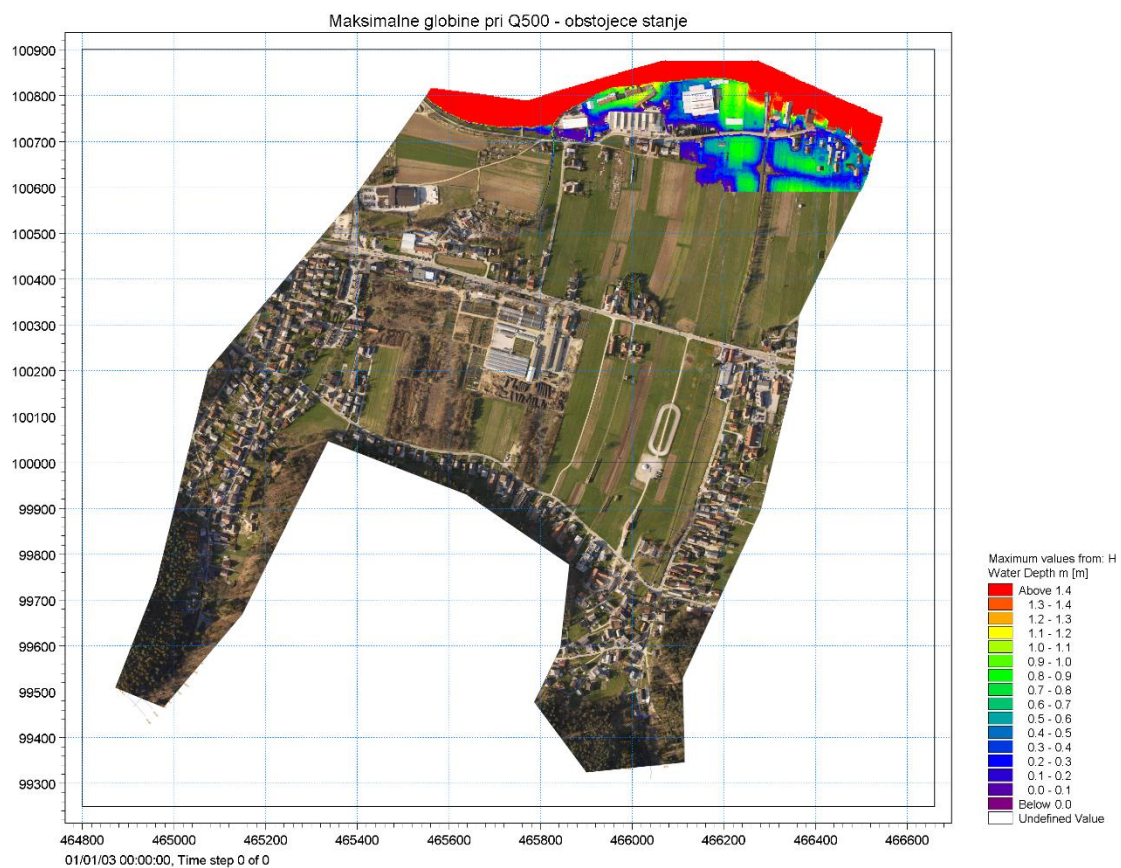 Maksimalne globine pri Q500 - obstojece stanje
100900
100800
100700
100600
100500
100400
100300
100200
100100
100000
99900
99800
99700
99600
99500
99400
99300
464800 465000 465200 465400 465600 465800 466000 466200 466400 466600
01/01/03 00:00:00, Time step 0 of 0
Maximum values from: H
Water Depth m [m]
Above 1.4
1.3 - 1.4
1.2 - 1.3
1.1 - 1.2
1.0 - 1.1
0.9 - 1.0
0.8 - 0.9
0.7 - 0.8
0.6 - 0.7
0.5 - 0.6
0.4 - 0.5
0.3 - 0.4
0.2 - 0.3
0.1 - 0.2
0.0 - 0.1
Below 0.0
Undefined Value